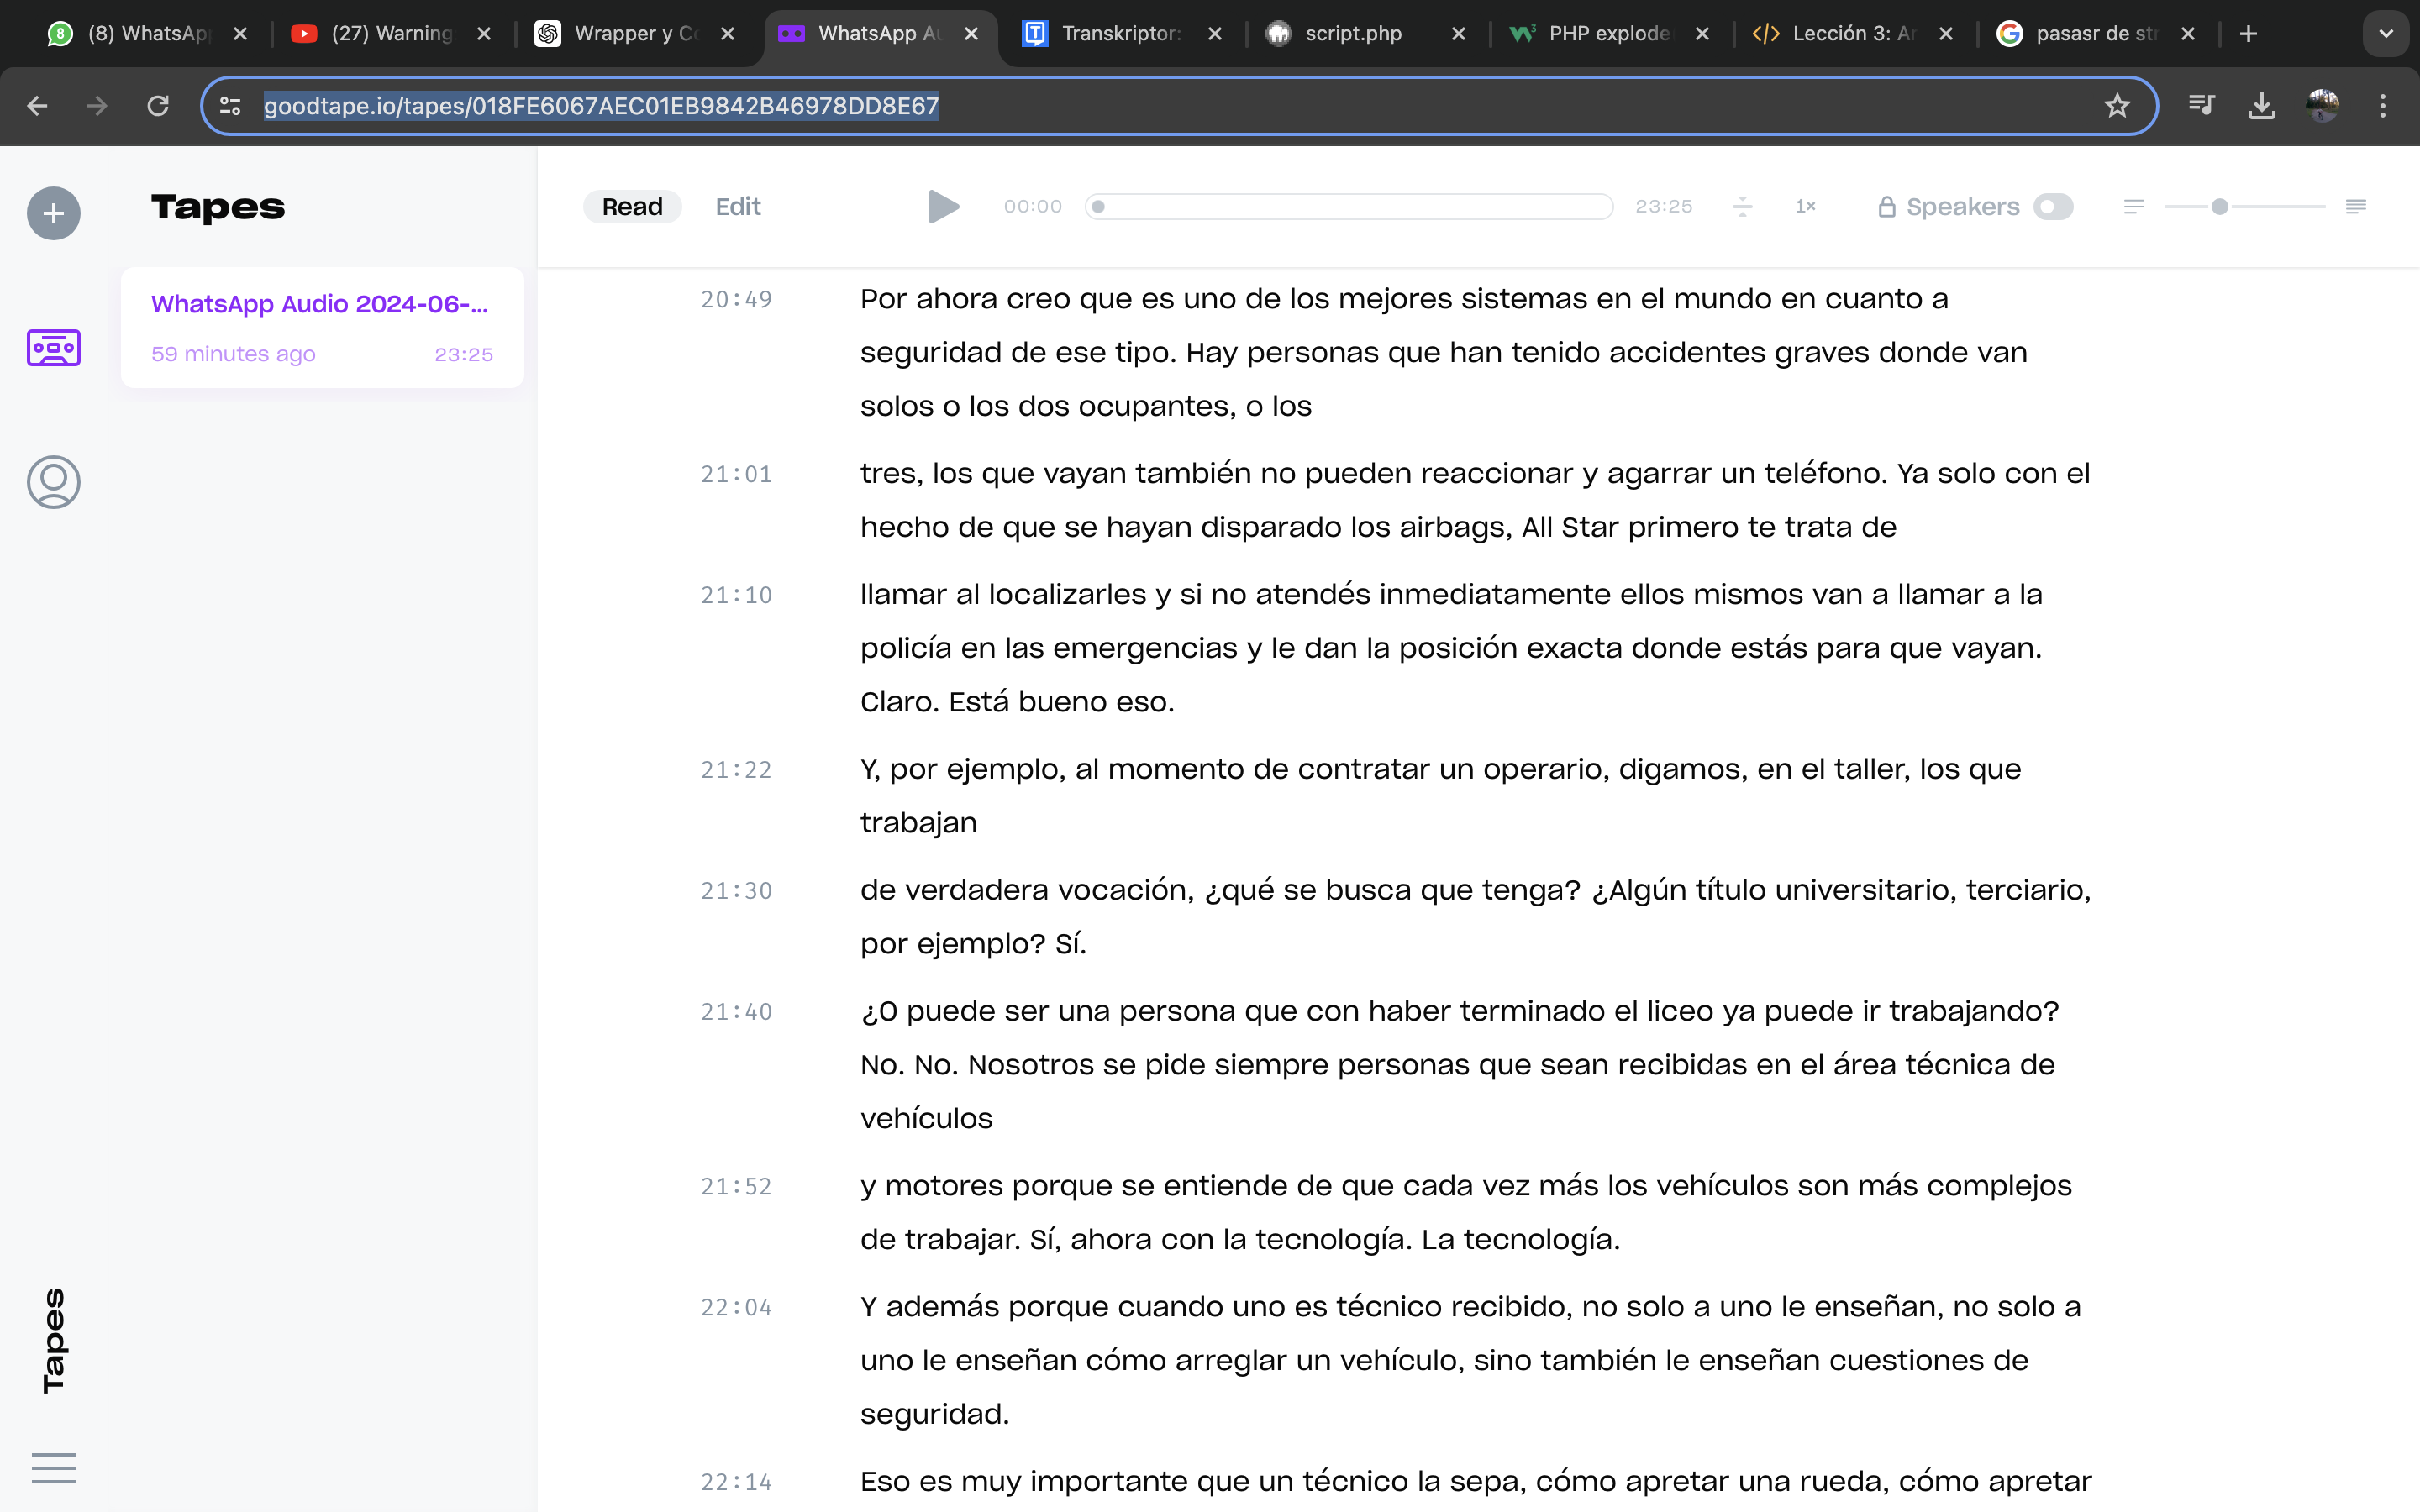 (8) WhatsAp
(27) Warning
Wrapper y Co
WhatsApp Au
Transkriptor:
script.php
PHP explode
Lección 3: Ar
pasasr de str
goodtape.io/tapes/018FE6067AEC01EB9842B46978DD8E67
Tapes
WhatsApp Audio 2024-06-...
59 minutes ago 23:25
Tapes
Read Edit 00:00 23:25 1× Speakers
20:49 Por ahora creo que es uno de los mejores sistemas en el mundo en cuanto a
seguridad de ese tipo. Hay personas que han tenido accidentes graves donde van
solos o los dos ocupantes, o los
21:01 tres, los que vayan también no pueden reaccionar y agarrar un teléfono. Ya solo con el
hecho de que se hayan disparado los airbags, All Star primero te trata de
21:10 llamar al localizarles y si no atendés inmediatamente ellos mismos van a llamar a la
policía en las emergencias y le dan la posición exacta donde estás para que vayan.
Claro. Está bueno eso.
21:22 Y, por ejemplo, al momento de contratar un operario, digamos, en el taller, los que
trabajan
21:30 de verdadera vocación, ¿qué se busca que tenga? ¿Algún título universitario, terciario,
por ejemplo? Sí.
21:40 ¿O puede ser una persona que con haber terminado el liceo ya puede ir trabajando?
No. No. Nosotros se pide siempre personas que sean recibidas en el área técnica de
vehículos
21:52 y motores porque se entiende de que cada vez más los vehículos son más complejos
de trabajar. Sí, ahora con la tecnología. La tecnología.
22:04 Y además porque cuando uno es técnico recibido, no solo a uno le enseñan, no solo a
uno le enseñan cómo arreglar un vehículo, sino también le enseñan cuestiones de
seguridad.
22:14 Eso es muy importante que un técnico la sepa, cómo apretar una rueda, cómo apretar